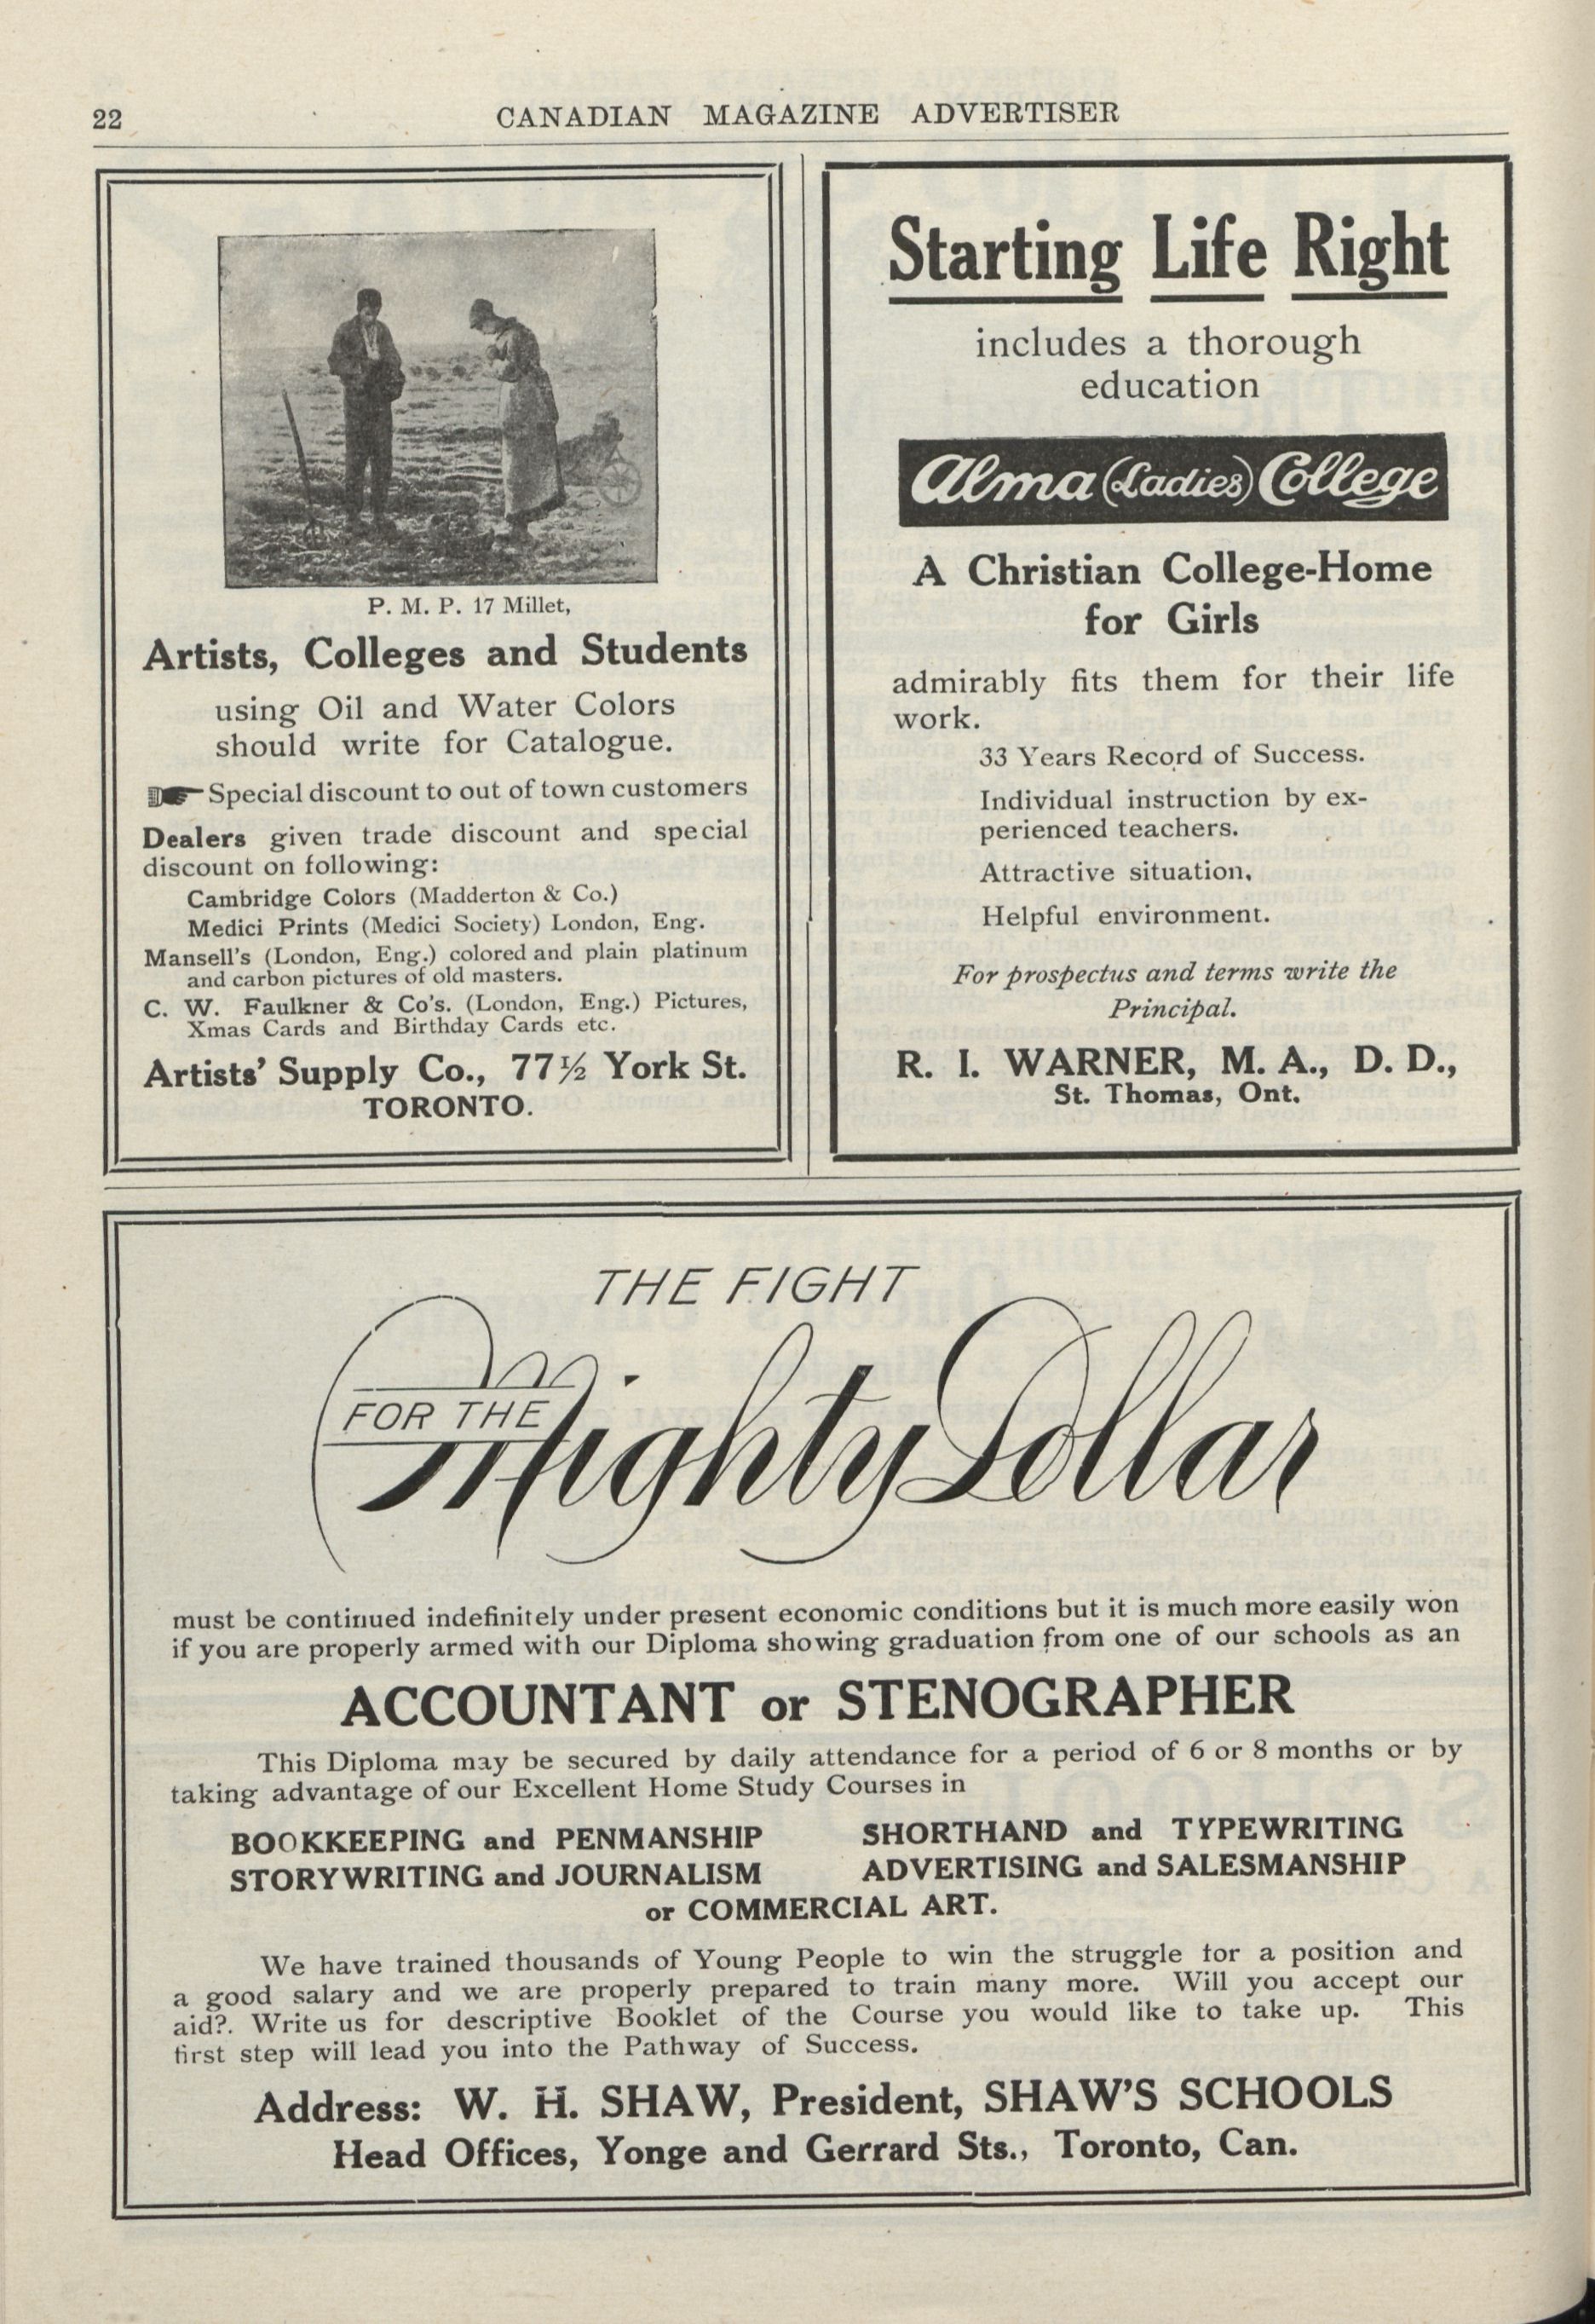 22
CANADIAN MAGAZINE ADVERTISER
P. M. P. 17 Millet,
Artists, Colleges and Students
using Oil and Water Colors
should write for Catalogue.
Special discount to out of town customers
Dealers given trade discount and special
discount on following:
Cambridge Colors (Madderton & Co.)
Medici Prints (Medici Society) London, Eng.
Mansell's (London, Eng.) colored and plain platinum
and carbon pictures of old masters.
C. W. Faulkner & Co's. (London, Eng.) Pictures,
Xmas Cards and Birthday Cards etc.
Artists' Supply Co., 77½ York St.
TORONTO.
Starting Life Right
includes a thorough
education
Alma (Ladies) College
A Christian College-Home
for Girls
admirably fits them for their life
work.
33 Years Record of Success.
Individual instruction by ex-
perienced teachers.
Attractive situation,
Helpful environment.
For prospectus and terms write the
Principal.
R. I. WARNER, M. A., D. D.,
St. Thomas, Ont.
THE FIGHT
FOR THE Mighty Dollar
must be continued indefinitely under present economic conditions but it is much more easily won
if you are properly armed with our Diploma showing graduation from one of our schools as an
ACCOUNTANT or STENOGRAPHER
This Diploma may be secured by daily attendance for a period of 6 or 8 months or by
taking advantage of our Excellent Home Study Courses in
BOOKKEEPING and PENMANSHIP SHORTHAND and TYPEWRITING
STORYWRITING and JOURNALISM ADVERTISING and SALESMANSHIP
or COMMERCIAL ART.
We have trained thousands of Young People to win the struggle for a position and
a good salary and we are properly prepared to train many more. Will you accept our
aid?. Write us for descriptive Booklet of the Course you would like to take up. This
first step will lead you into the Pathway of Success.
Address: W. H. SHAW, President, SHAW'S SCHOOLS
Head Offices, Yonge and Gerrard Sts., Toronto, Can.